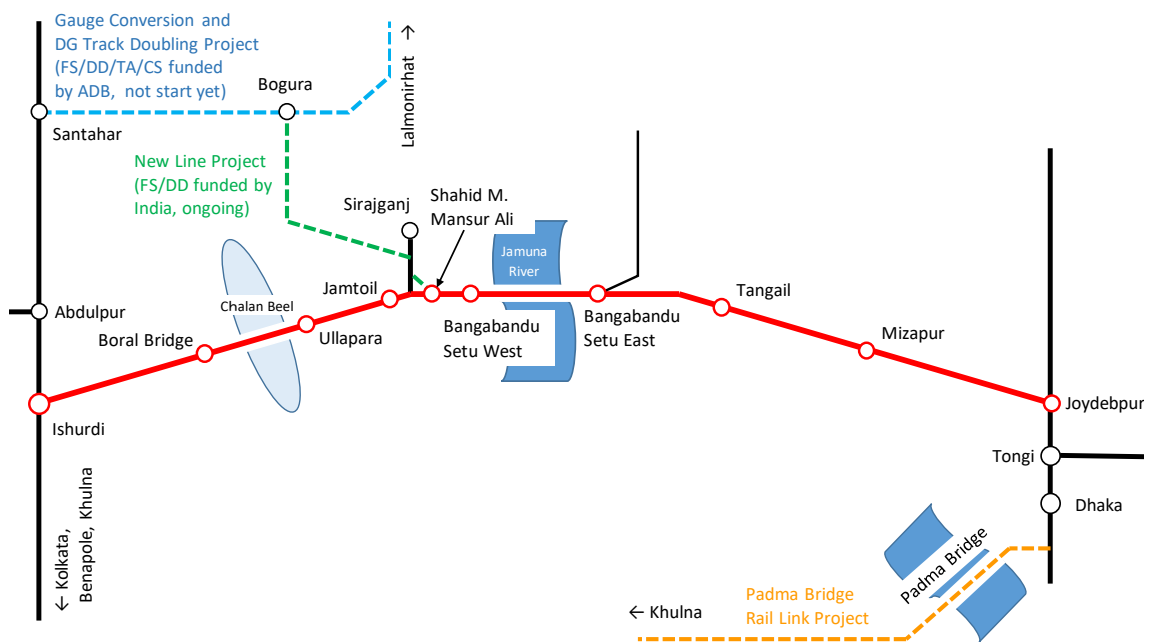 Gauge Conversion and
DG Track Doubling Project
(FS/DD/TA/CS funded
by ADB,  not start yet)
Bogura
Lalmonirhat →
Santahar
New Line Project
(FS/DD funded by
India, ongoing)
Sirajganj
Shahid M.
Mansur Ali
Jamuna
River
Jamtoil
Chalan Beel
Tangail
Abdulpur
Ullapara
Boral Bridge
Bangabandu
Setu West
Bangabandu
Setu East
Mizapur
Joydebpur
Ishurdi
Tongi
Dhaka
← Kolkata,
Benapole, Khulna
Padma Bridge
Padma Bridge
Rail Link Project
← Khulna